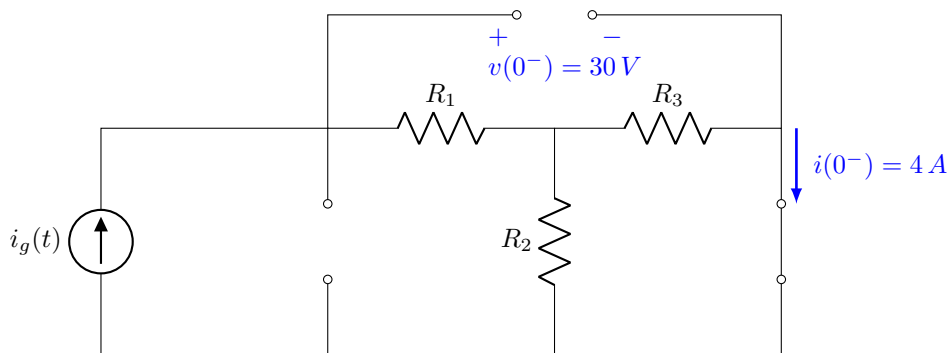 + −
v(0⁻) = 30 V
R₁ R₃
i(0⁻) = 4 A
i_g(t)
R₂